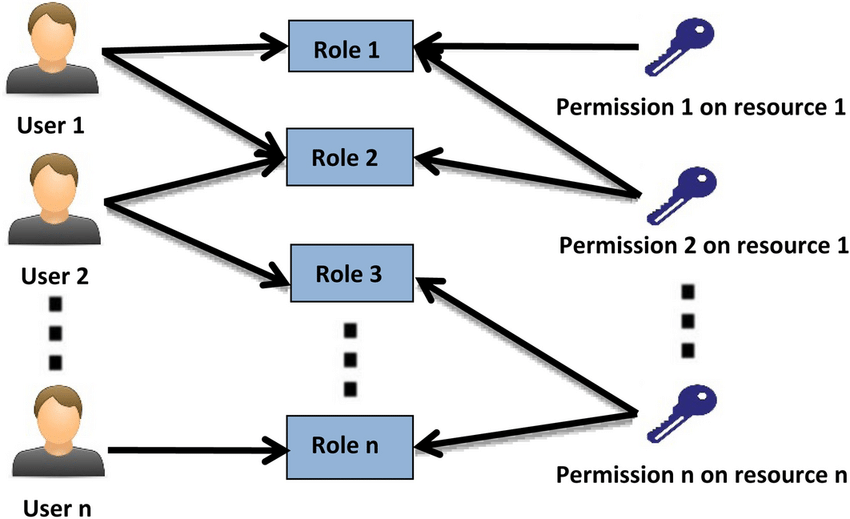 User 1
User 2
User n
Role 1
Role 2
Role 3
Role n
Permission 1 on resource 1
Permission 2 on resource 1
Permission n on resource n